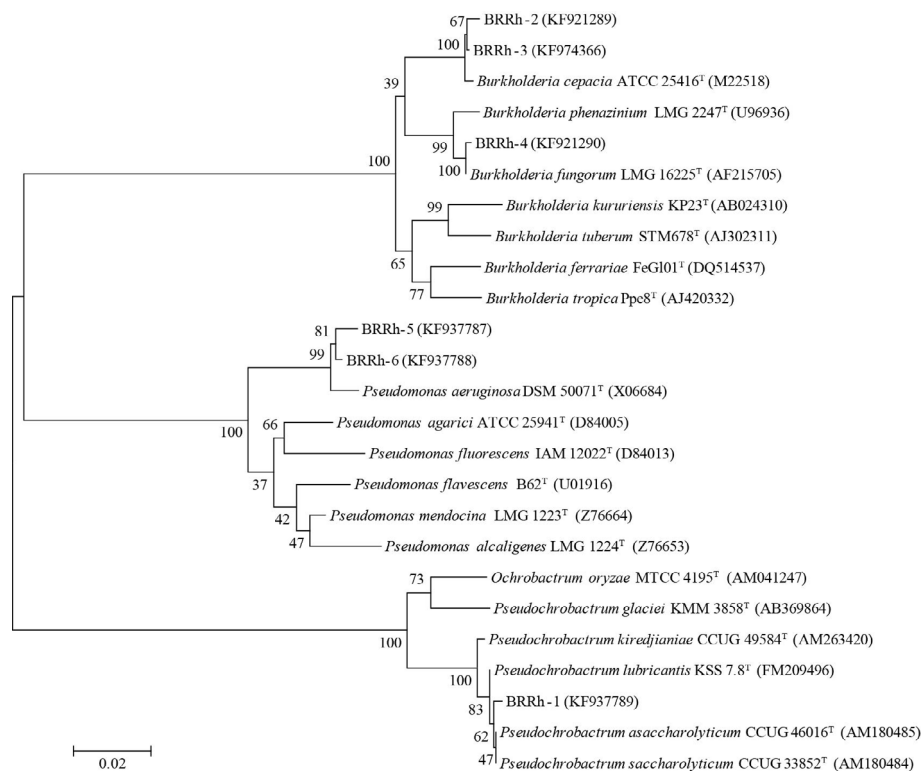 67
BRRh-2 (KF921289)
100
BRRh-3 (KF974366)
Burkholderia cepacia ATCC 25416ᵀ (M22518)
39
Burkholderia phenazinium LMG 2247ᵀ (U96936)
99
BRRh-4 (KF921290)
100
100
Burkholderia fungorum LMG 16225ᵀ (AF215705)
99
Burkholderia kururiensis KP23ᵀ (AB024310)
Burkholderia tuberum STM678ᵀ (AJ302311)
65
Burkholderia ferrariae FeGl01ᵀ (DQ514537)
77
Burkholderia tropica Ppe8ᵀ (AJ420332)
81
BRRh-5 (KF937787)
99
BRRh-6 (KF937788)
Pseudomonas aeruginosa DSM 50071ᵀ (X06684)
100
66
Pseudomonas agarici ATCC 25941ᵀ (D84005)
Pseudomonas fluorescens IAM 12022ᵀ (D84013)
37
Pseudomonas flavescens B62ᵀ (U01916)
42
Pseudomonas mendocina LMG 1223ᵀ (Z76664)
47
Pseudomonas alcaligenes LMG 1224ᵀ (Z76653)
73
Ochrobactrum oryzae MTCC 4195ᵀ (AM041247)
Pseudochrobactrum glaciei KMM 3858ᵀ (AB369864)
100
Pseudochrobactrum kiredjianiae CCUG 49584ᵀ (AM263420)
100
Pseudochrobactrum lubricantis KSS 7.8ᵀ (FM209496)
83
BRRh-1 (KF937789)
62
Pseudochrobactrum asaccharolyticum CCUG 46016ᵀ (AM180485)
47
Pseudochrobactrum saccharolyticum CCUG 33852ᵀ (AM180484)
0.02